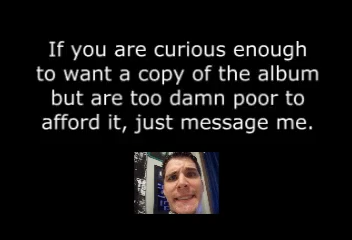 If you are curious enough
to want a copy of the album
but are too damn poor to
afford it, just message me.